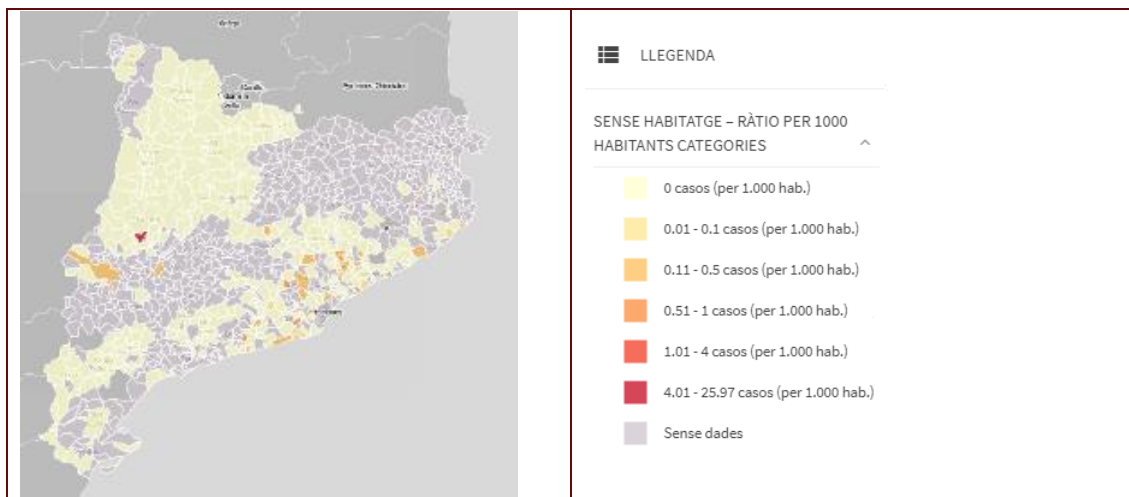 LLEGENDA
SENSE HABITATGE – RÀTIO PER 1000
HABITANTS CATEGORIES
0 casos (per 1.000 hab.)
0.01 - 0.1 casos (per 1.000 hab.)
0.11 - 0.5 casos (per 1.000 hab.)
0.51 - 1 casos (per 1.000 hab.)
1.01 - 4 casos (per 1.000 hab.)
4.01 - 25.97 casos (per 1.000 hab.)
Sense dades